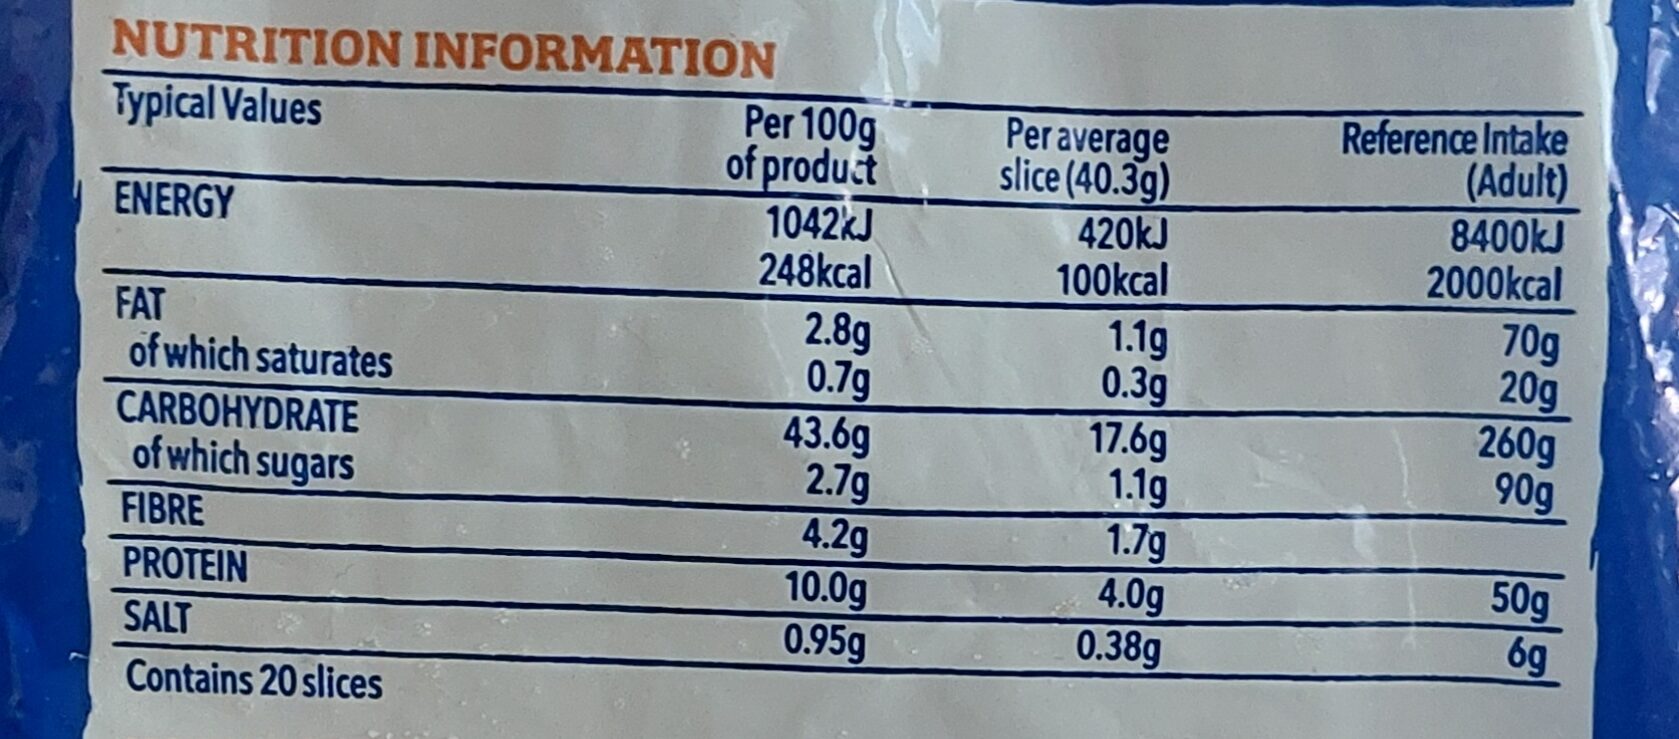 NUTRITION INFORMATION
Typical Values Per 100g of product Per average slice (40.3g) Reference Intake (Adult)
ENERGY 1042kJ 420kJ 8400kJ
248kcal 100kcal 2000kcal
FAT 2.8g 1.1g 70g
of which saturates 0.7g 0.3g 20g
CARBOHYDRATE 43.6g 17.6g 260g
of which sugars 2.7g 1.1g 90g
FIBRE 4.2g 1.7g
PROTEIN 10.0g 4.0g 50g
SALT 0.95g 0.38g 6g
Contains 20 slices